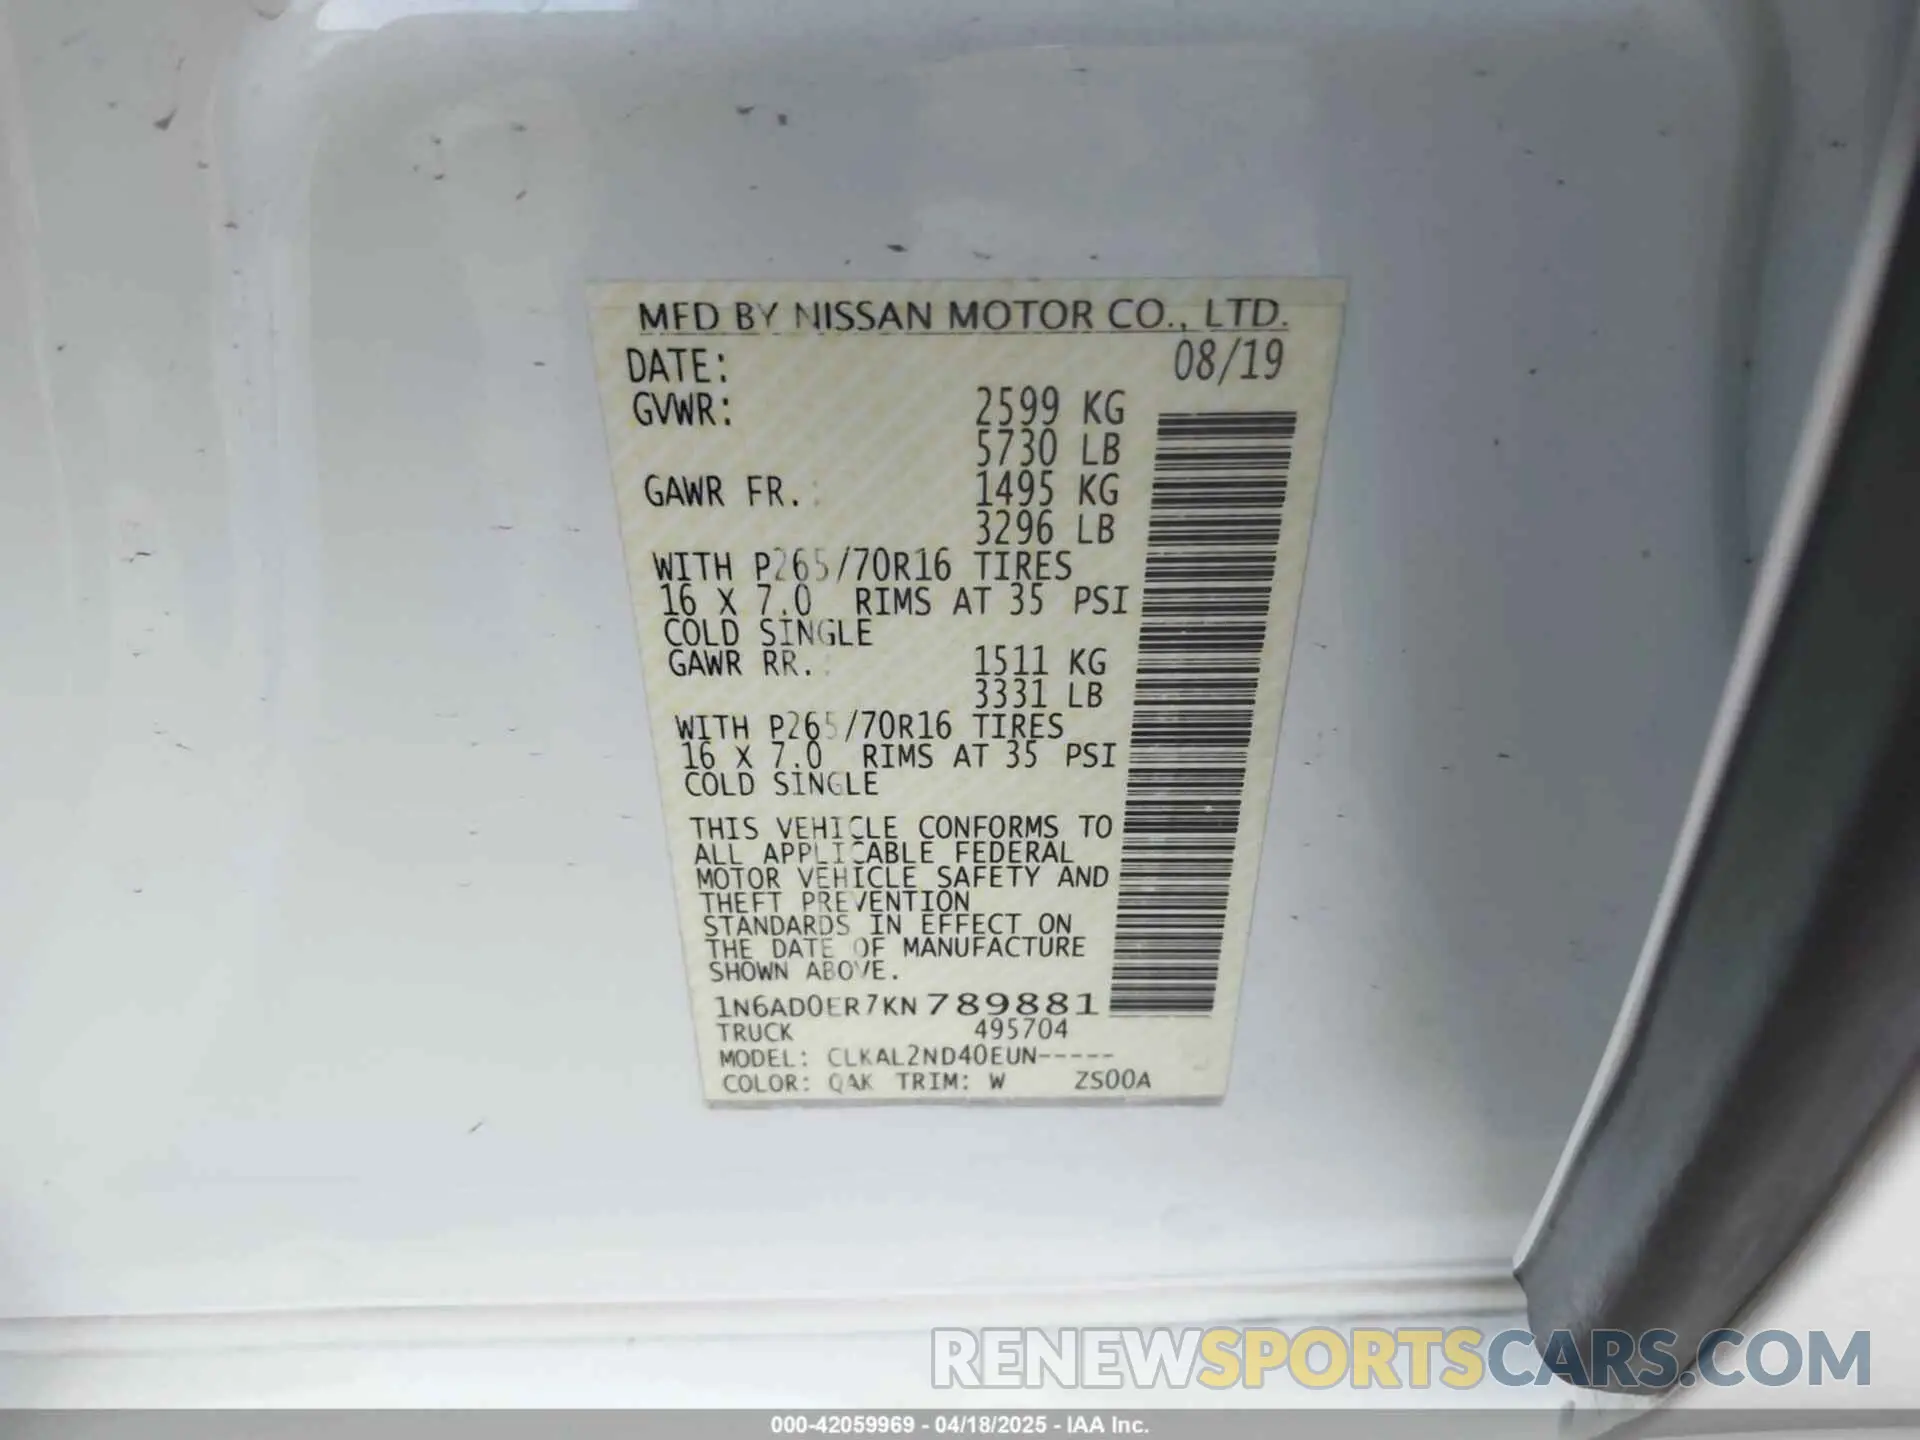 MFD BY NISSAN MOTOR CO., LTD.
DATE: 08/19
GVWR: 2599 KG
5730 LB
GAWR FR.: 1495 KG
3296 LB
WITH P265/70R16 TIRES
16 X 7.0 RIMS AT 35 PSI
COLD SINGLE
GAWR RR.: 1511 KG
3331 LB
WITH P265/70R16 TIRES
16 X 7.0 RIMS AT 35 PSI
COLD SINGLE
THIS VEHICLE CONFORMS TO
ALL APPLICABLE FEDERAL
MOTOR VEHICLE SAFETY AND
THEFT PREVENTION
STANDARDS IN EFFECT ON
THE DATE OF MANUFACTURE
SHOWN ABOVE.
1N6AD0ER7KN789881
TRUCK 495704
MODEL: CLKAL2ND40EUN-----
COLOR: QAK TRIM: W ZS00A
RENEWSPORTSCARS.COM
000-42059969 - 04/18/2025 - IAA Inc.